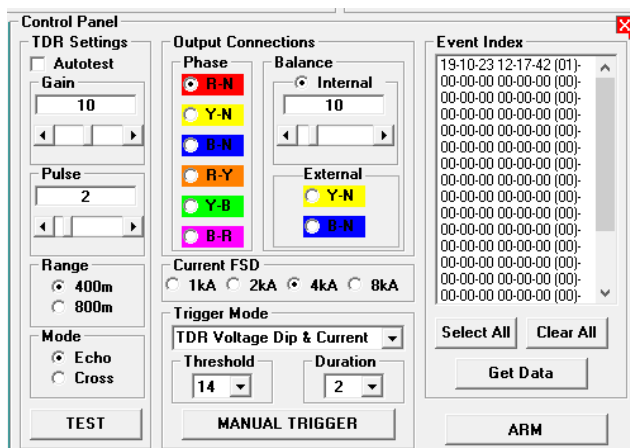 Control Panel
TDR Settings
Autotest
Gain
10
Pulse
2
Range
400m
800m
Mode
Echo
Cross
TEST
Output Connections
Phase
R-N
Y-N
B-N
R-Y
Y-B
B-R
Balance
Internal
10
External
Y-N
B-N
Current FSD
1kA 2kA 4kA 8kA
Trigger Mode
TDR Voltage Dip & Current
Threshold
14
Duration
2
MANUAL TRIGGER
Event Index
19-10-23 12-17-42 (01)-
00-00-00 00-00-00 (00)-
00-00-00 00-00-00 (00)-
00-00-00 00-00-00 (00)-
00-00-00 00-00-00 (00)-
00-00-00 00-00-00 (00)-
00-00-00 00-00-00 (00)-
00-00-00 00-00-00 (00)-
00-00-00 00-00-00 (00)-
00-00-00 00-00-00 (00)-
00-00-00 00-00-00 (00)-
00-00-00 00-00-00 (00)-
00-00-00 00-00-00 (00)-
00-00-00 00-00-00 (00)-
Select All
Clear All
Get Data
ARM